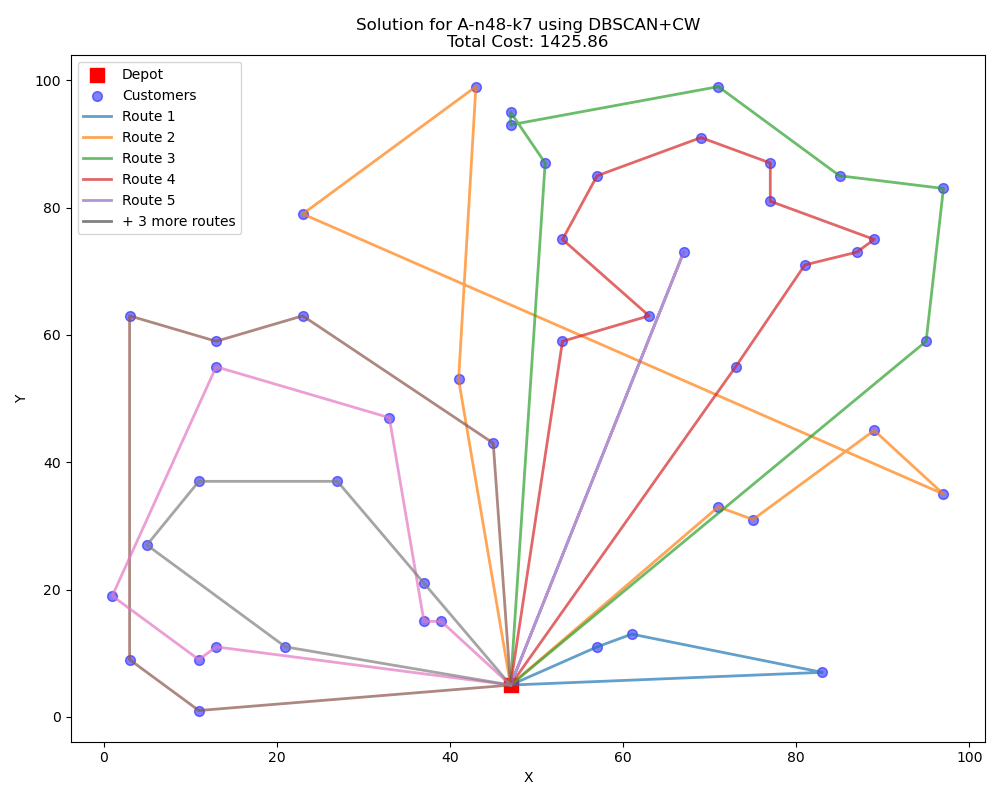 Solution for A-n48-k7 using DBSCAN+CW
Total Cost: 1425.86
Depot
Customers
Route 1
Route 2
Route 3
Route 4
Route 5
+ 3 more routes
100
80
60
40
20
0
Y
0 20 40 60 80 100
X